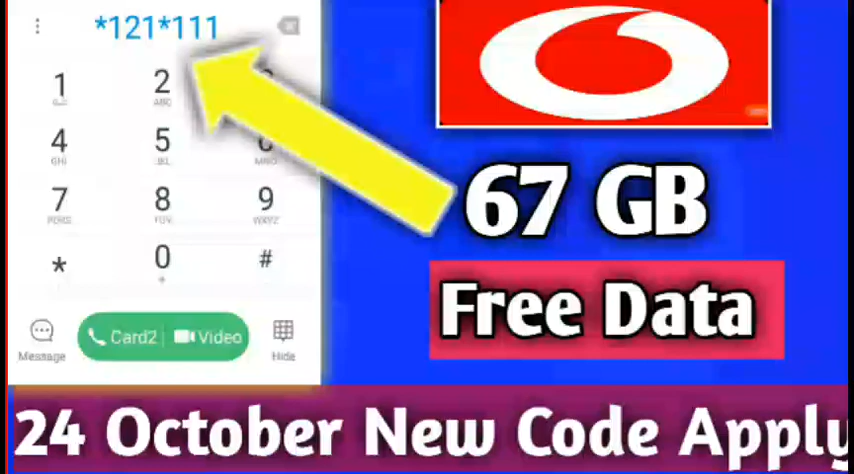 *121*111
1
2
ABC
4
GHI
5
JKL
MNO
7
PQRS
8
TUV
9
WXYZ
*
0
+
#
Card2
Video
Message
Hide
67 GB
Free Data
24 October New Code Apply